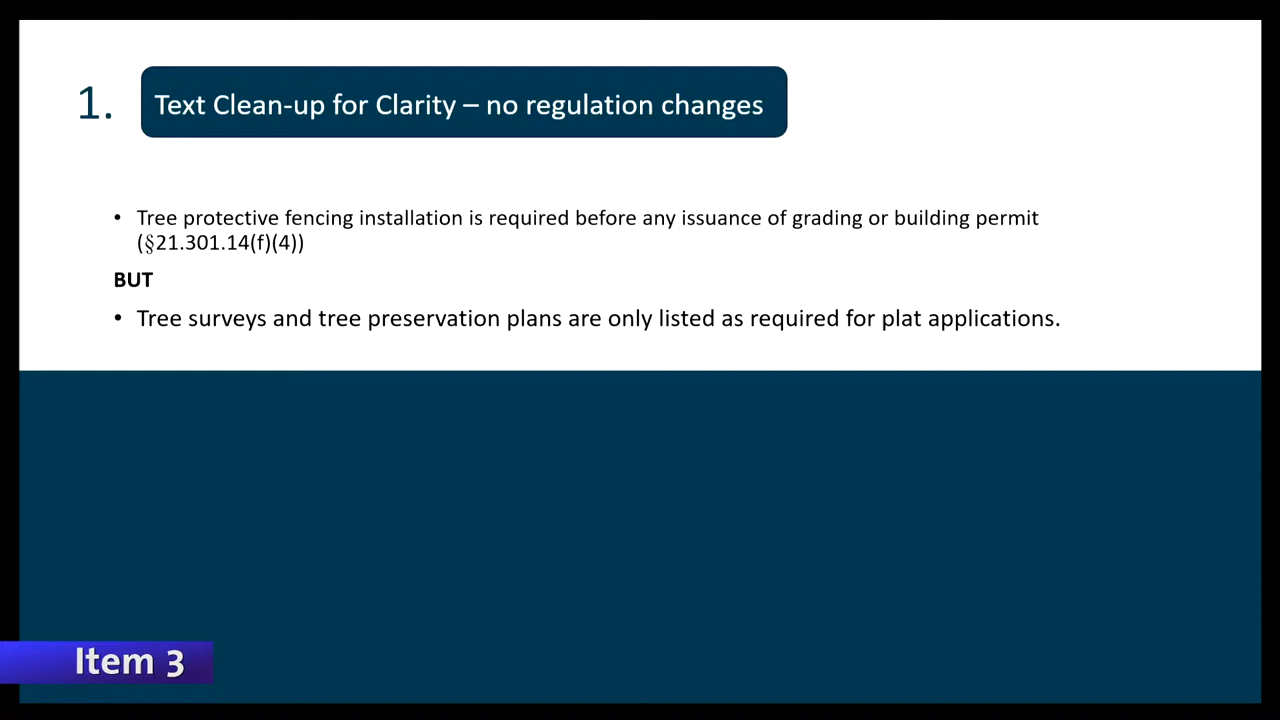 1.
Text Clean-up for Clarity – no regulation changes
• Tree protective fencing installation is required before any issuance of grading or building permit
(§21.301.14(f)(4))
BUT
• Tree surveys and tree preservation plans are only listed as required for plat applications.
Item 3